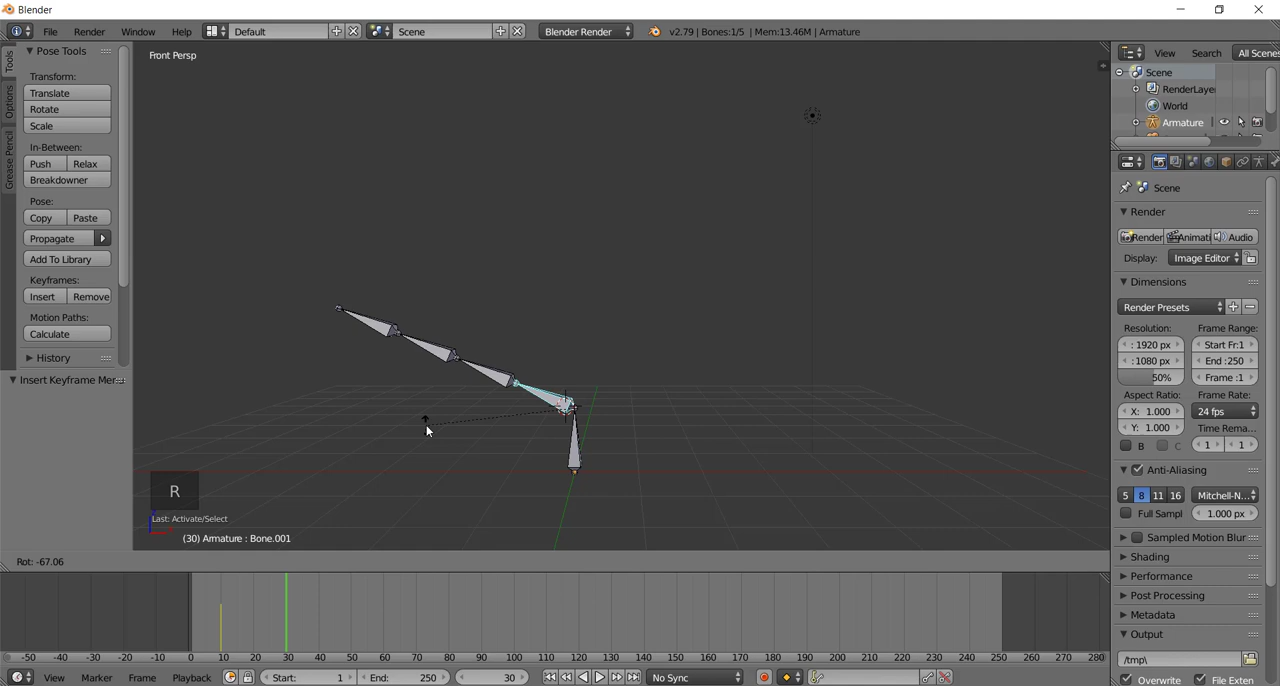 Blender
File Render Window Help Default Scene Blender Render v2.79 | Bones:1/5 | Mem:13.46M | Armature
Tools
Options
Grease Pencil
Pose Tools
Transform:
Translate
Rotate
Scale
In-Between:
Push Relax
Breakdowner
Pose:
Copy Paste
Propagate
Add To Library
Keyframes:
Insert Remove
Motion Paths:
Calculate
History
Insert Keyframe Men
Front Persp
R
Last: Activate/Select
(30) Armature : Bone.001
Rot: -67.06
View Search All Scenes
Scene
RenderLaye
World
Armature
Scene
Render
Render Animati Audio
Display: Image Editor
Dimensions
Render Presets
Resolution: Frame Range:
: 1920 px Start Fr:1
:1080 px End :250
50% Frame :1
Aspect Ratio: Frame Rate:
X: 1.000 24 fps
Y: 1.000 Time Rema...
B C 1 1
Anti-Aliasing
5 8 11 16 Mitchell-N...
Full Sampl 1.000 px
Sampled Motion Blur
Shading
Performance
Post Processing
Metadata
Output
/tmp\
Overwrite File Exten
-50 -40 -30 -20 -10 0 10 20 30 40 50 60 70 80 90 100 110 120 130 140 150 160 170 180 190 200 210 220 230 240 250 260 270 280
View Marker Frame Playback Start: 1 End: 250 30 No Sync